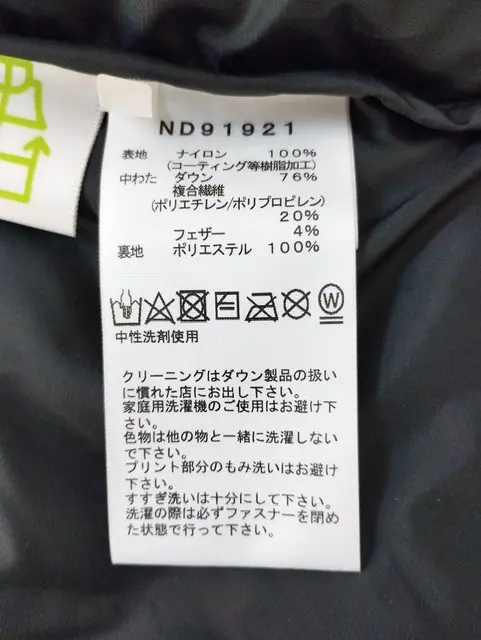 ND91921
表地 ナイロン 100%
(コーティング等樹脂加工)
中わた ダウン 76%
複合繊維
(ポリエチレン/ポリプロピレン)
20%
フェザー 4%
裏地 ポリエステル 100%
W
中性洗剤使用
クリーニングはダウン製品の扱い
に慣れた店にお出し下さい。
家庭用洗濯機のご使用はお避け下
さい。
色物は他の物と一緒に洗濯しない
で下さい。
プリント部分のもみ洗いはお避け
下さい。
すすぎ洗いは十分にして下さい。
洗濯の際は必ずファスナーを閉め
た状態で行って下さい。